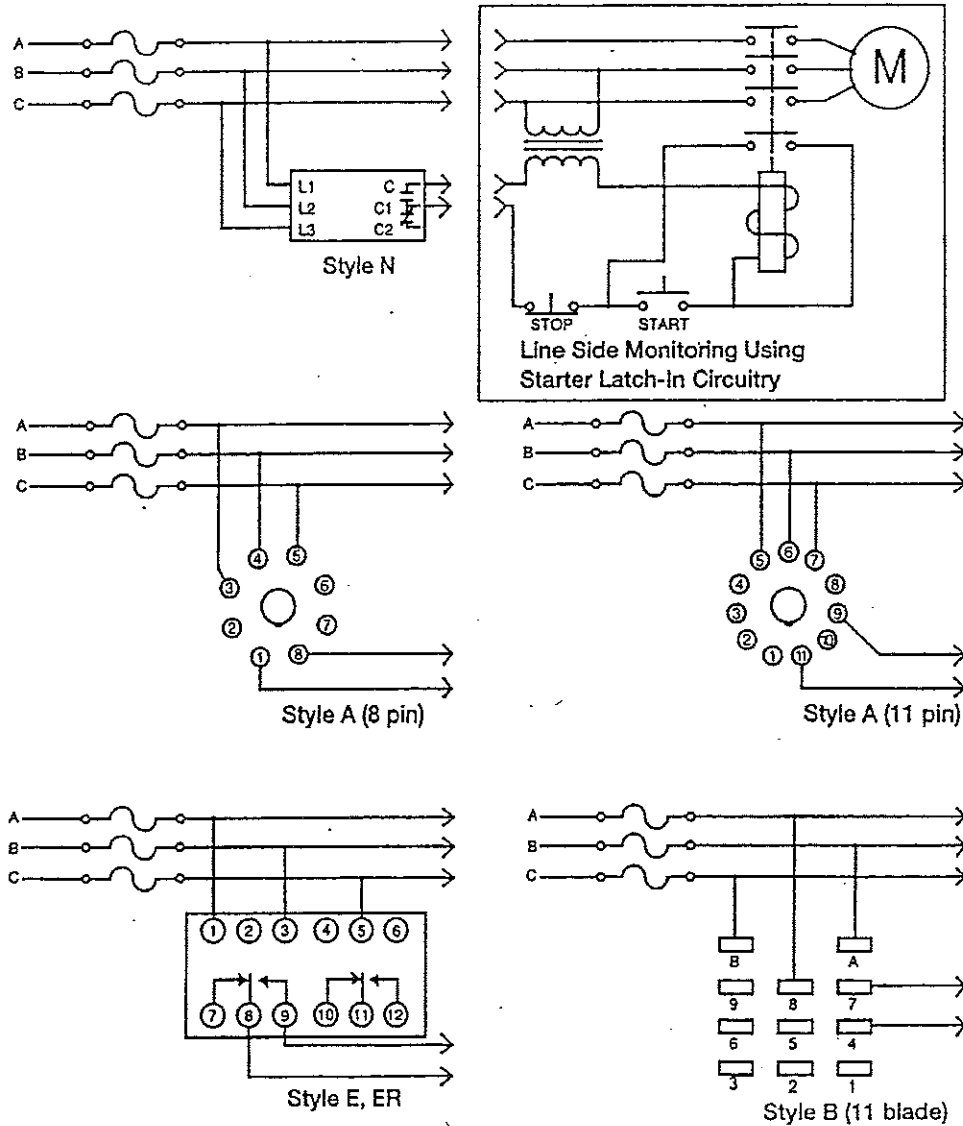 A
B
C
L1 C
L2 C1
L3 C2
Style N
M
STOP START
Line Side Monitoring Using
Starter Latch-In Circuitry
A
B
C
4 5
3 6
2 7
1 8
Style A (8 pin)
A
B
C
5 6 7
4 8
3 9
2 10
1 11
Style A (11 pin)
A
B
C
1 2 3 4 5 6
7 8 9 10 11 12
Style E, ER
A
B
C
B A
9 8 7
6 5 4
3 2 1
Style B (11 blade)